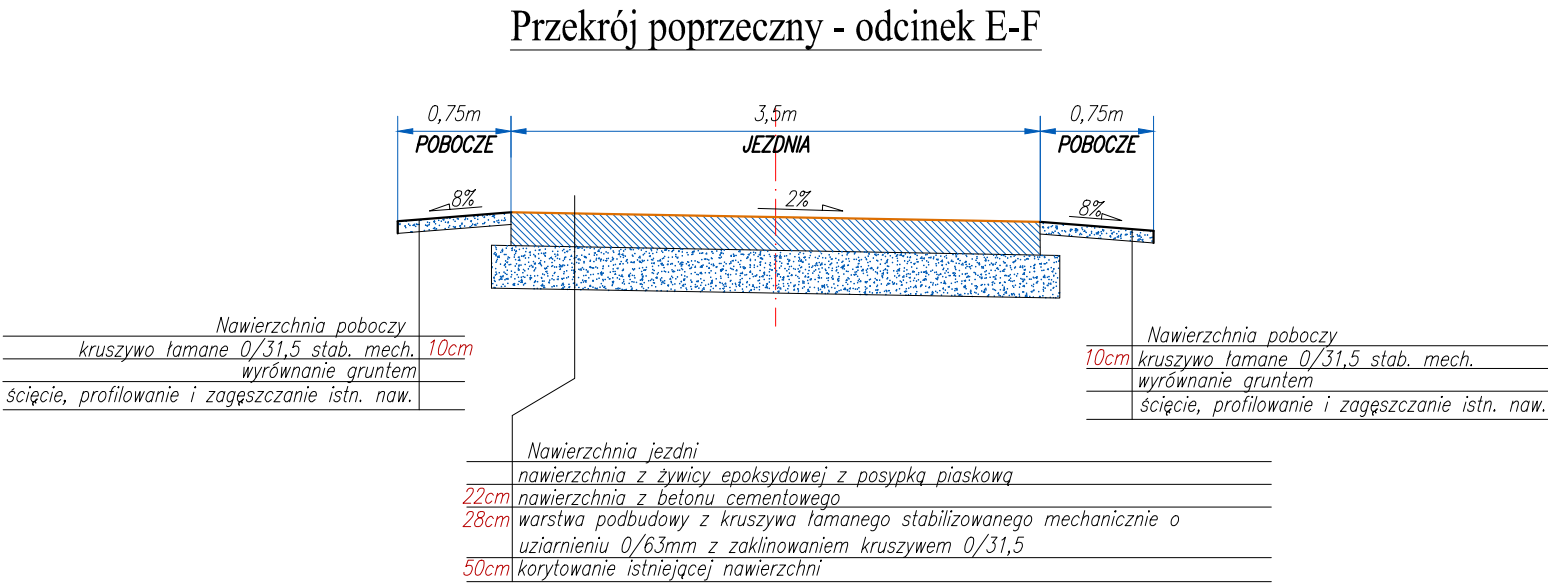 Przekrój poprzeczny - odcinek E-F
0,75m 3,5m 0,75m
POBOCZE JEZDNIA POBOCZE
8% 2% 8%
Nawierzchnia poboczy
kruszywo łamane 0/31,5 stab. mech. 10cm
wyrównanie gruntem
ścięcie, profilowanie i zagęszczanie istn. naw.
Nawierzchnia poboczy
10cm kruszywo łamane 0/31,5 stab. mech.
wyrównanie gruntem
ścięcie, profilowanie i zagęszczanie istn. naw.
Nawierzchnia jezdni
nawierzchnia z żywicy epoksydowej z posypką piaskową
22cm nawierzchnia z betonu cementowego
28cm warstwa podbudowy z kruszywa łamanego stabilizowanego mechanicznie o
uziarnieniu 0/63mm z zaklinowaniem kruszywem 0/31,5
50cm korytowanie istniejącej nawierzchni